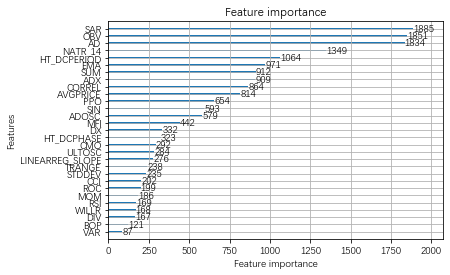 Feature importance
SAR 1885
OBV 1851
AD 1834
NATR_14 1349
HT_DCPERIOD 1064
EMA 971
SUM 912
ADX 909
CORREL 864
AVGPRICE 814
PPO 654
SIN 593
ADOSC 579
MFI 442
DX 332
HT_DCPHASE 323
CMO 292
ULTOSC
LINEARREG_SLOPE 276
TRANGE 238
STDDEV 235
CCI 202
ROC 199
MOM 186
RSI 169
WILLR 168
DIV 167
BOP 121
VAR 87
0 250 500 750 1000 1250 1500 1750 2000
Feature importance
Features